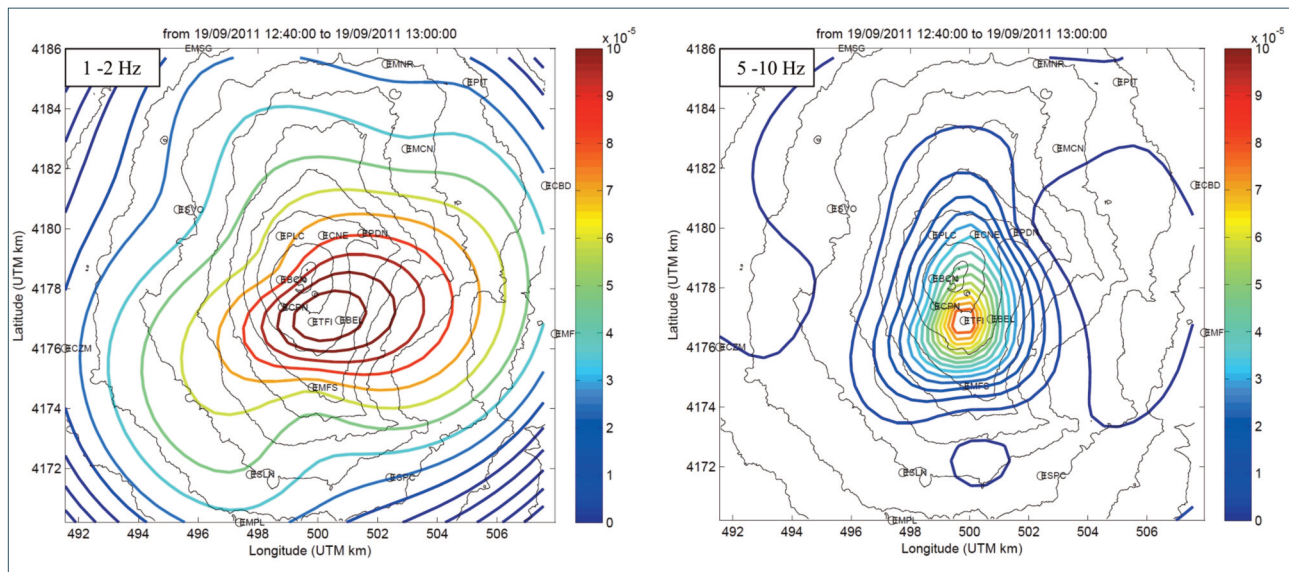 from 19/09/2011 12:40:00 to 19/09/2011 13:00:00
1 -2 Hz
x 10-5
4186
4184
4182
4180
4178
4176
4174
4172
Latitude (UTM km)
EMSG
EMNR
EPIT
EMCN
ECBD
ESVO
EPLC
ECNE
EPDN
EBCN
ECPN
ETFI
EBEL
EMF
ECZM
EMFS
ESLN
ESPC
EMPL
492 494 496 498 500 502 504 506
Longitude (UTM km)
10
9
8
7
6
5
4
3
2
1
0
from 19/09/2011 12:40:00 to 19/09/2011 13:00:00
5 -10 Hz
x 10-5
4186
4184
4182
4180
4178
4176
4174
4172
Latitude (UTM km)
EMSG
EMNR
EPIT
EMCN
ECBD
ESVO
EPLC
ECNE
EPDN
EBCN
ECPN
ETFI
EBEL
EMF
ECZM
EMFS
ESLN
ESPC
EMPL
492 494 496 498 500 502 504 506
Longitude (UTM km)
10
9
8
7
6
5
4
3
2
1
0